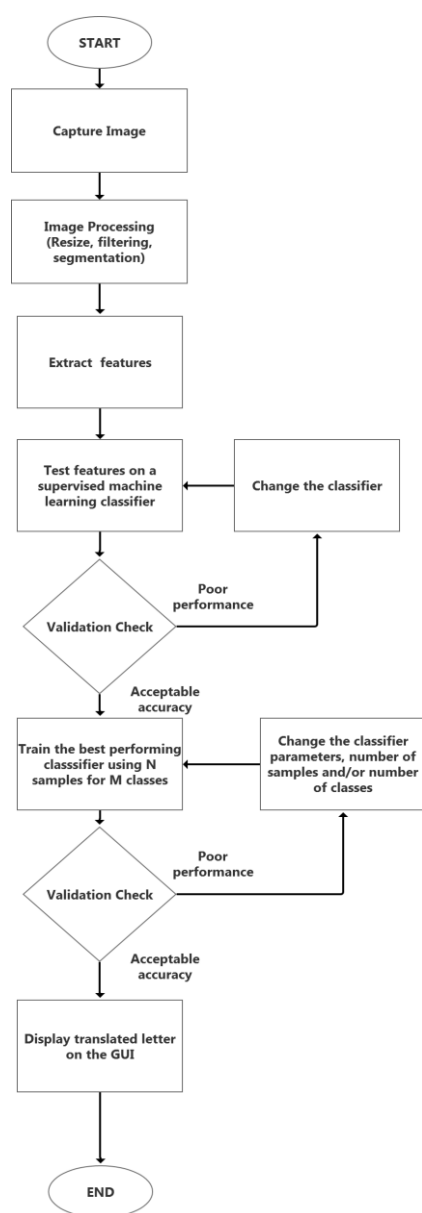 START
Capture Image
Image Processing
(Resize, filtering,
segmentation)
Extract features
Test features on a
supervised machine
learning classifier
Change the classifier
Poor
performance
Validation Check
Acceptable
accuracy
Train the best performing
classsifier using N
samples for M classes
Change the classifier
parameters, number of
samples and/or number
of classes
Poor
performance
Validation Check
Acceptable
accuracy
Display translated letter
on the GUI
END